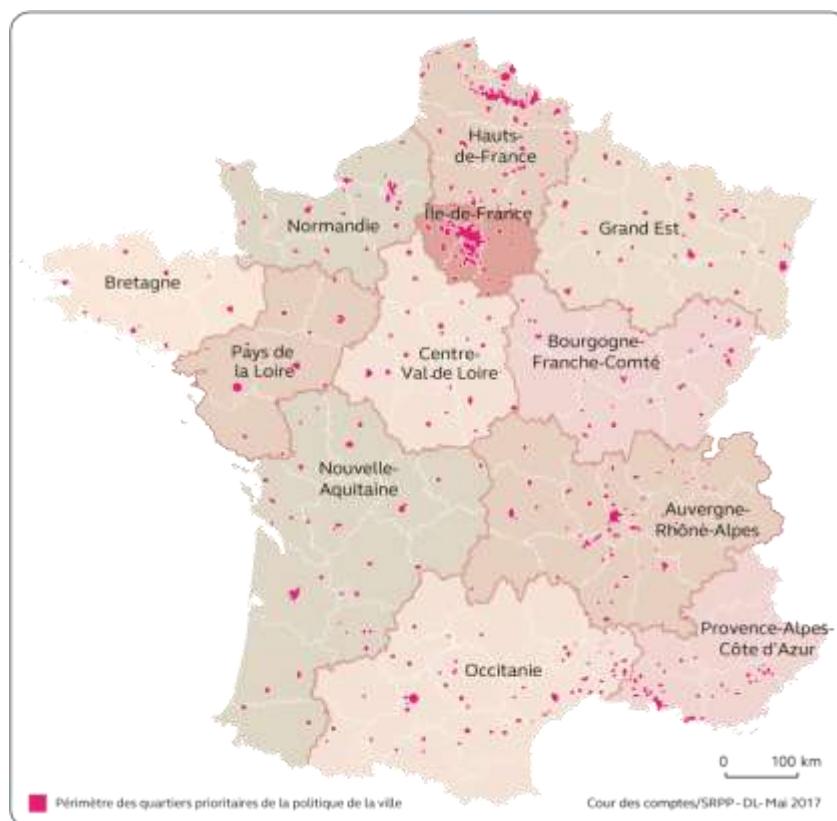 Hauts-
de-France
Île-de-France
Normandie
Grand Est
Bretagne
Pays de
la Loire
Centre-
Val de Loire
Bourgogne-
Franche-Comté
Nouvelle-
Aquitaine
Auvergne-
Rhône-Alpes
Provence-Alpes-
Côte d'Azur
Occitanie
0 100 km
Périmètre des quartiers prioritaires de la politique de la ville
Cour des comptes/SRPP - DL- Mai 2017